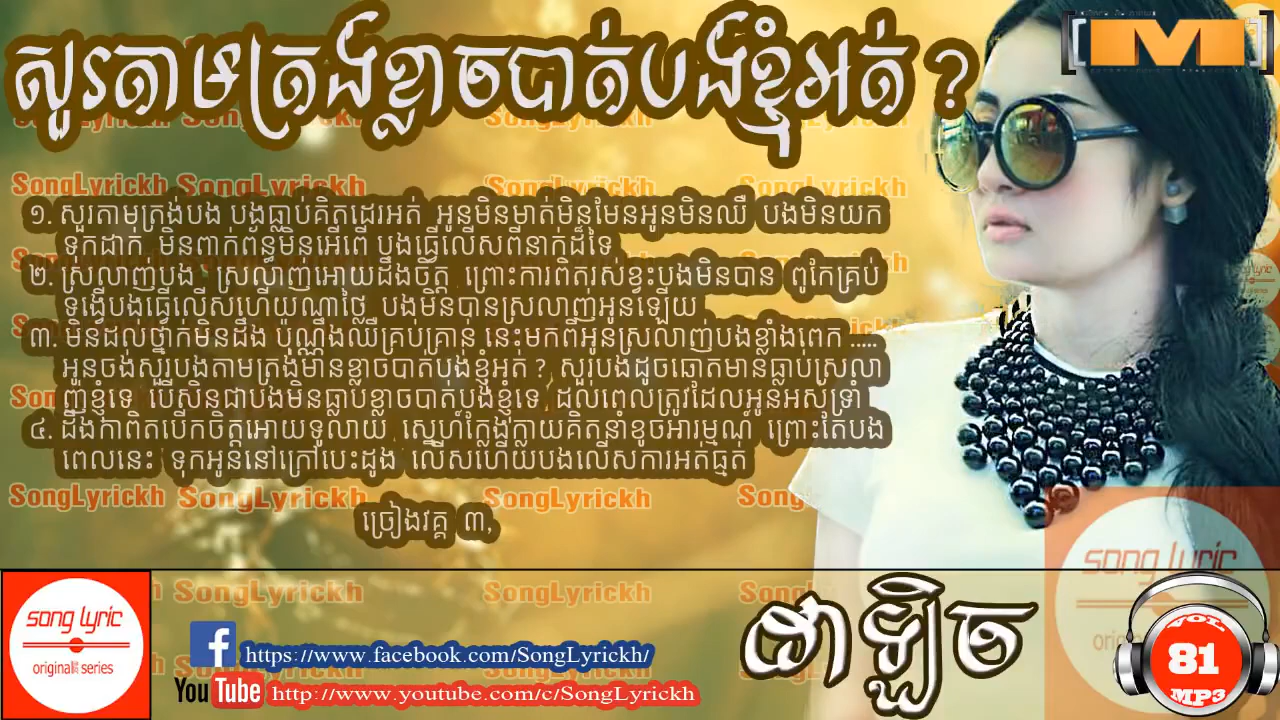 សួរតាមត្រង់ខ្លាចបាត់បងខ្ញុំអត់ ?
M
SongLyrickh SongLyrickh SongLyrickh SongLyrickh
១. សួរតាមត្រង់បង បងធ្លាប់គិតដេរអត់ អូនមិនមាត់មិនមែនអូនមិនឈឺ បងមិនយក
ទុកដាក់ មិនពាក់ព័ន្ធមិនអើពើ បងធ្វើលើសពីនាក់ដ៏ទៃ
២. ស្រលាញ់បង ស្រលាញ់អោយដឹងចិត្ត ព្រោះការពិតរស់ខ្វះបងមិនបាន ពូកែគ្រប់
ទង្វើបងធ្វើលើសហើយណាថ្លៃ បងមិនបានស្រលាញ់អូនឡើយ
៣. មិនដល់ថ្នាក់មិនដឹង ប៉ុណ្ណឹងឈឺគ្រប់គ្រាន់ នេះមកពីអូនស្រលាញ់បងខ្លាំងពេក .....
អូនចង់សួរបងតាមត្រង់មានខ្លាចបាត់បង់ខ្ញុំអត់ ? សួរបងដូចឆោតមានធ្លាប់ស្រលា
ញ់ខ្ញុំទេ បើសិនជាបងមិនធ្លាប់ខ្លាចបាត់បង់ខ្ញុំទេ ដល់ពេលត្រូវដែលអូនអស់ទ្រាំ
៤. ដឹងកាពិតបើកចិត្តអោយទូលាយ ស្នេហ៍ក្លែងក្លាយគិតនាំខូចអារម្មណ៍ ព្រោះតែបង
ពេលនេះ ទុកអូននៅក្រៅបេះដូង លើសហើយបងលើសការអត់ធ្មត់
SongLyrickh SongLyrickh SongLyrickh SongLyrickh
ច្រៀងវគ្គ ៣,
song lyric
original series
SongLyrickh SongLyrickh SongLyrickh
https://www.facebook.com/SongLyrickh/
YouTube http://www.youtube.com/c/SongLyrickh
ដាឡិច
song lyric
VOL.
81
MP3